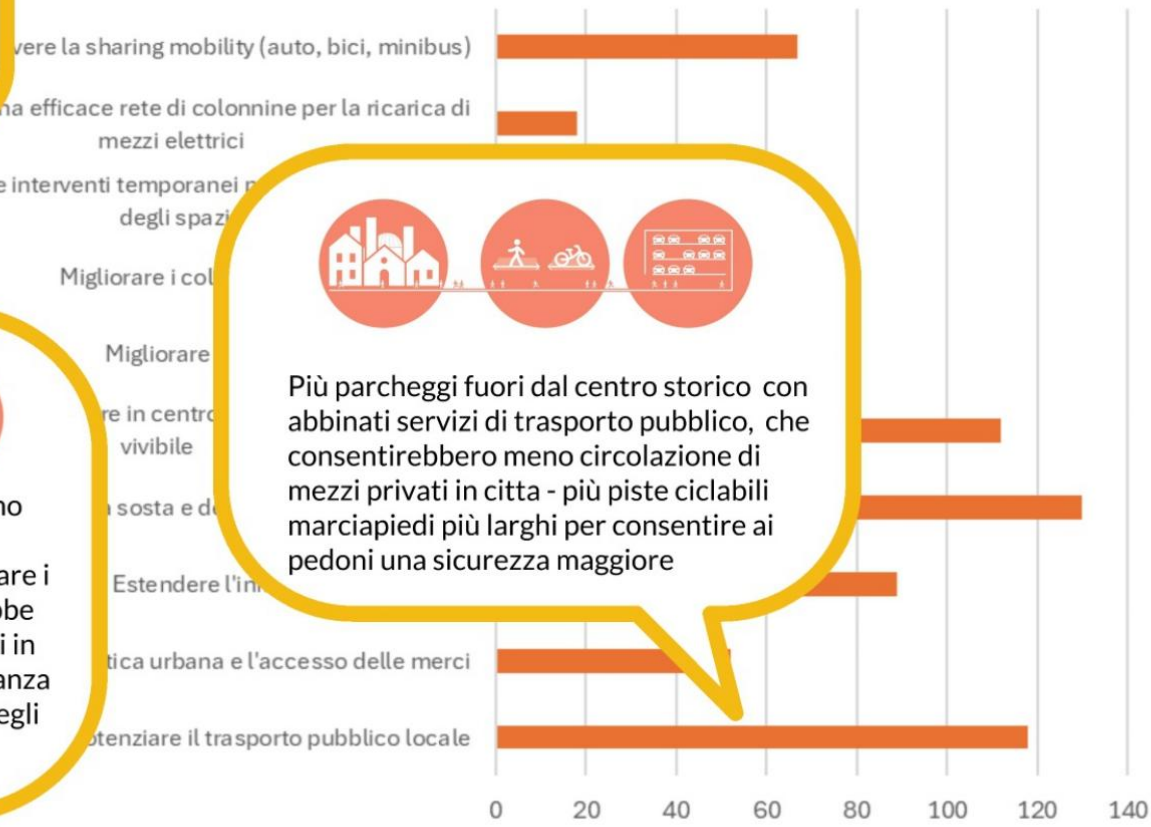 vere la sharing mobility (auto, bici, minibus)
na efficace rete di colonnine per la ricarica di
mezzi elettrici
e interventi temporanei
degli spazi
Migliorare i col
Migliorare
re in centro
vivibile
sosta e de
Estendere l'in
tica urbana e l'accesso delle merci
otenziare il trasporto pubblico locale
Più parcheggi fuori dal centro storico con
abbinati servizi di trasporto pubblico, che
consentirebbero meno circolazione di
mezzi privati in citta - più piste ciclabili
marciapiedi più larghi per consentire ai
pedoni una sicurezza maggiore
no
are i
bbe
i in
anza
egli
0 20 40 60 80 100 120 140